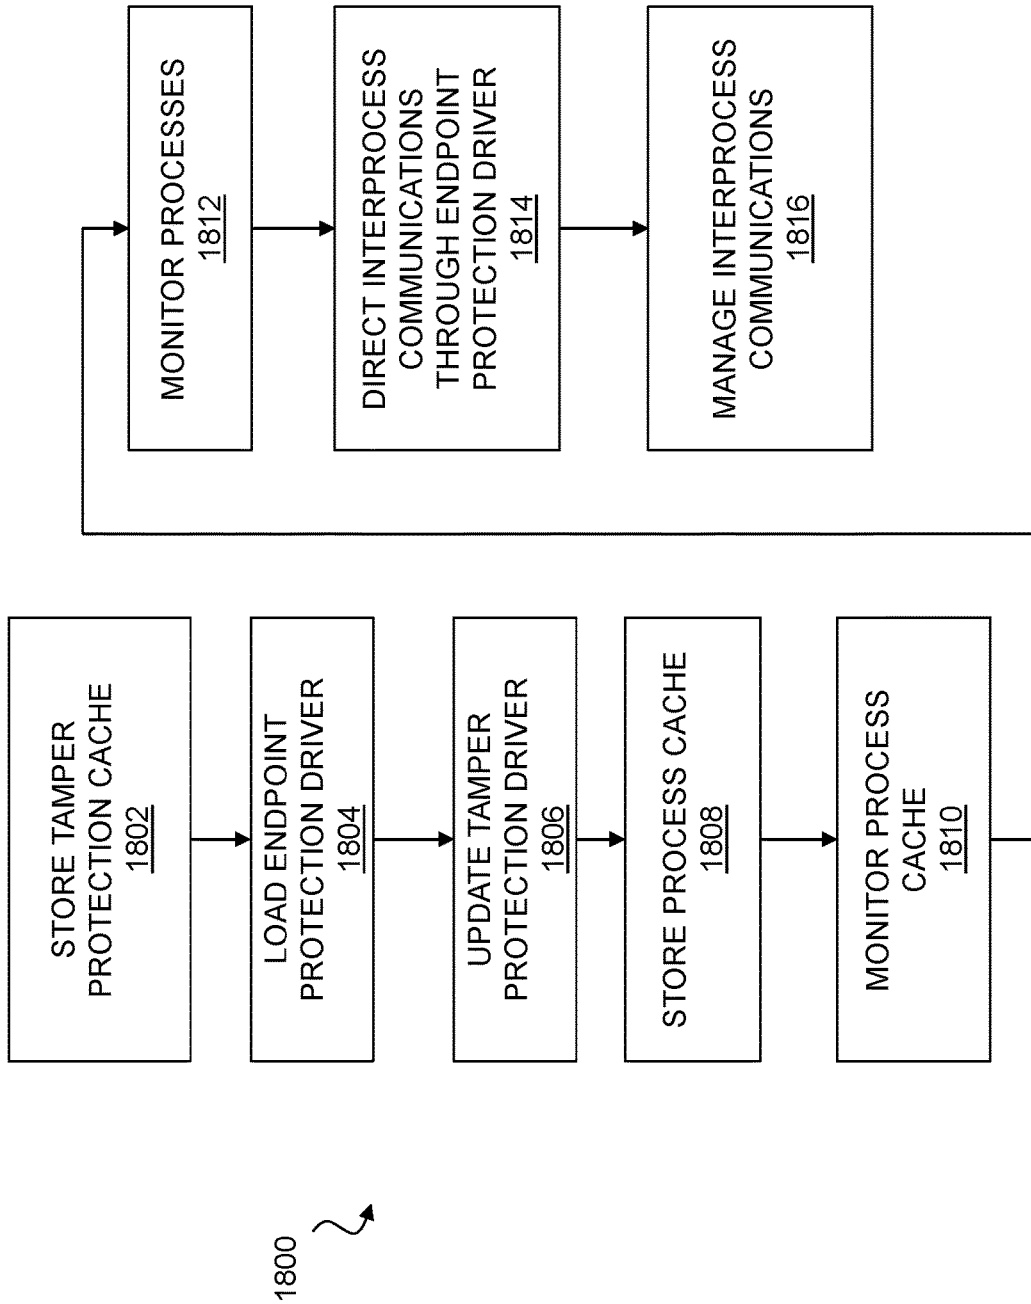 1800
STORE TAMPER
PROTECTION CACHE
1802
LOAD ENDPOINT
PROTECTION DRIVER
1804
UPDATE TAMPER
PROTECTION DRIVER
1806
STORE PROCESS CACHE
1808
MONITOR PROCESS
CACHE
1810
MONITOR PROCESSES
1812
DIRECT INTERPROCESS
COMMUNICATIONS
THROUGH ENDPOINT
PROTECTION DRIVER
1814
MANAGE INTERPROCESS
COMMUNICATIONS
1816